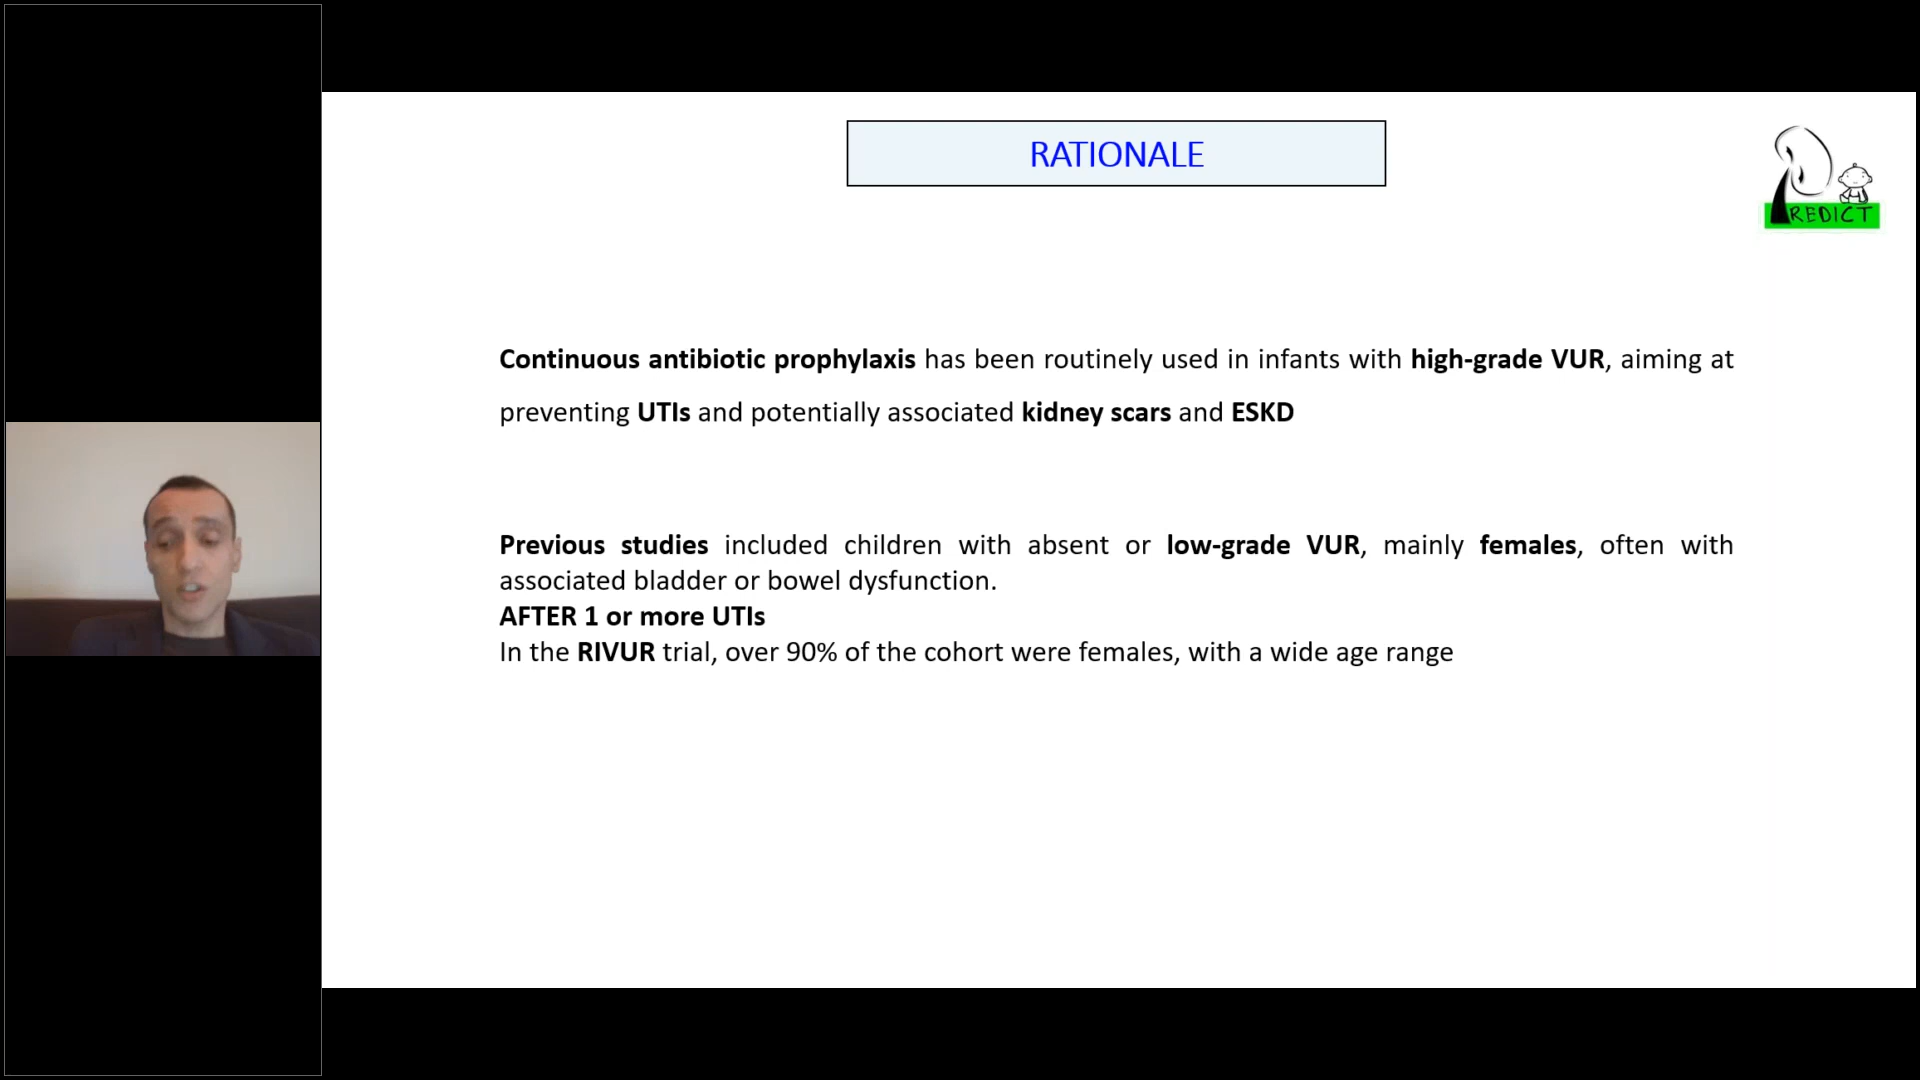 RATIONALE
REDICT
Continuous antibiotic prophylaxis has been routinely used in infants with high-grade VUR, aiming at
preventing UTIs and potentially associated kidney scars and ESKD
Previous studies included children with absent or low-grade VUR, mainly females, often with
associated bladder or bowel dysfunction.
AFTER 1 or more UTIs
In the RIVUR trial, over 90% of the cohort were females, with a wide age range